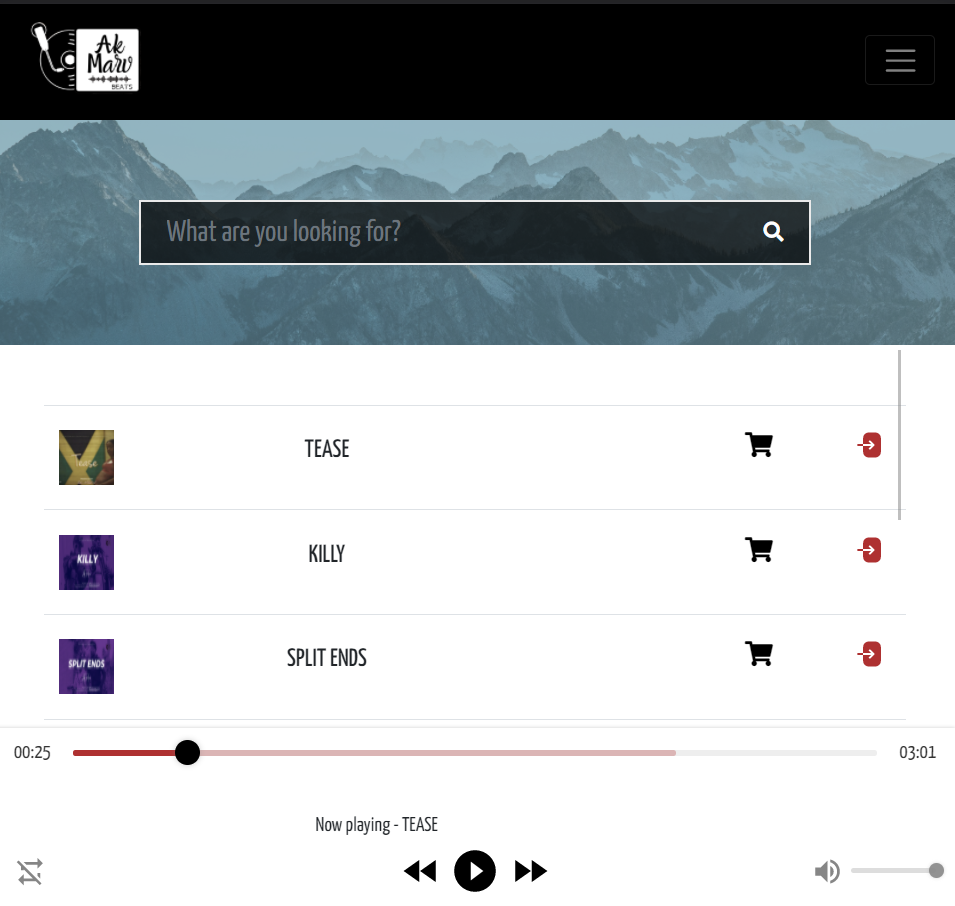 Ak
Marv
BEATS
What are you looking for?
Tease
TEASE
KILLY
KILLY
SPLIT ENDS
SPLIT ENDS
00:25
03:01
Now playing - TEASE